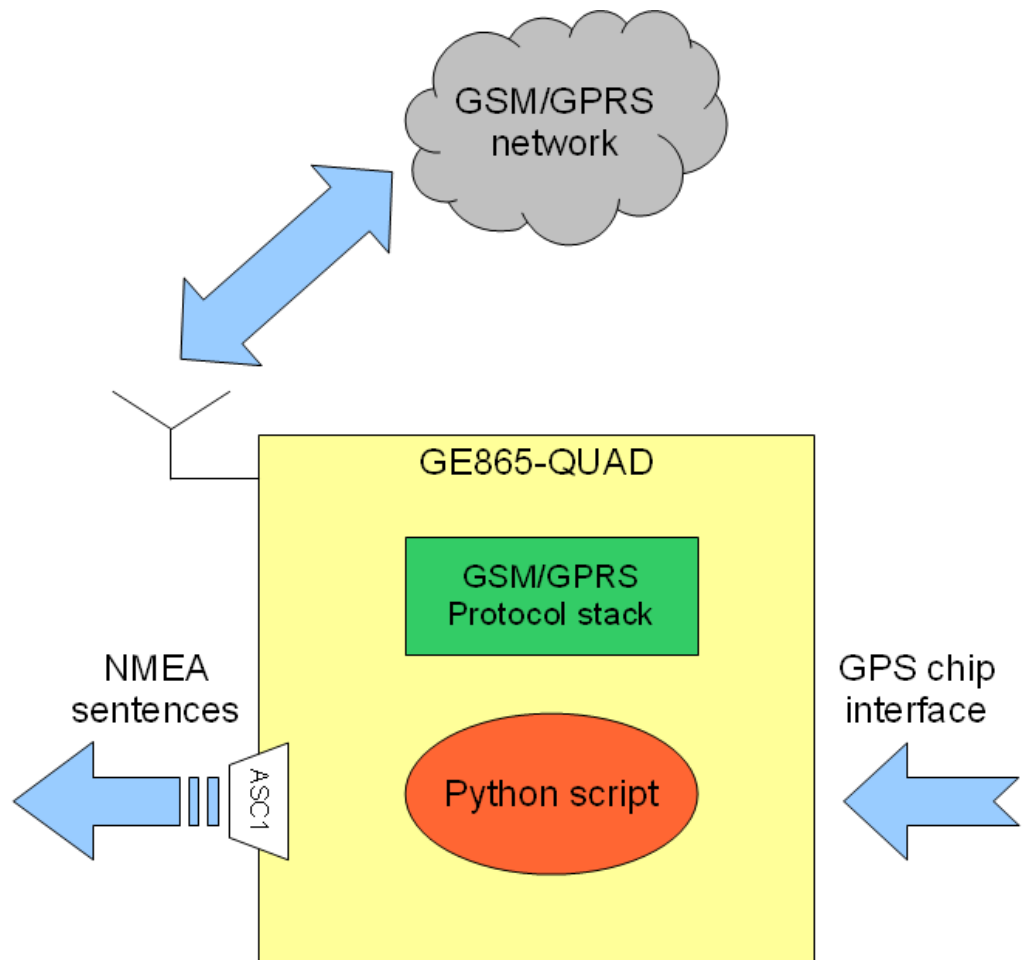 GSM/GPRS
network
GE865-QUAD
GSM/GPRS
Protocol stack
NMEA
sentences
GPS chip
interface
ASC1
Python script